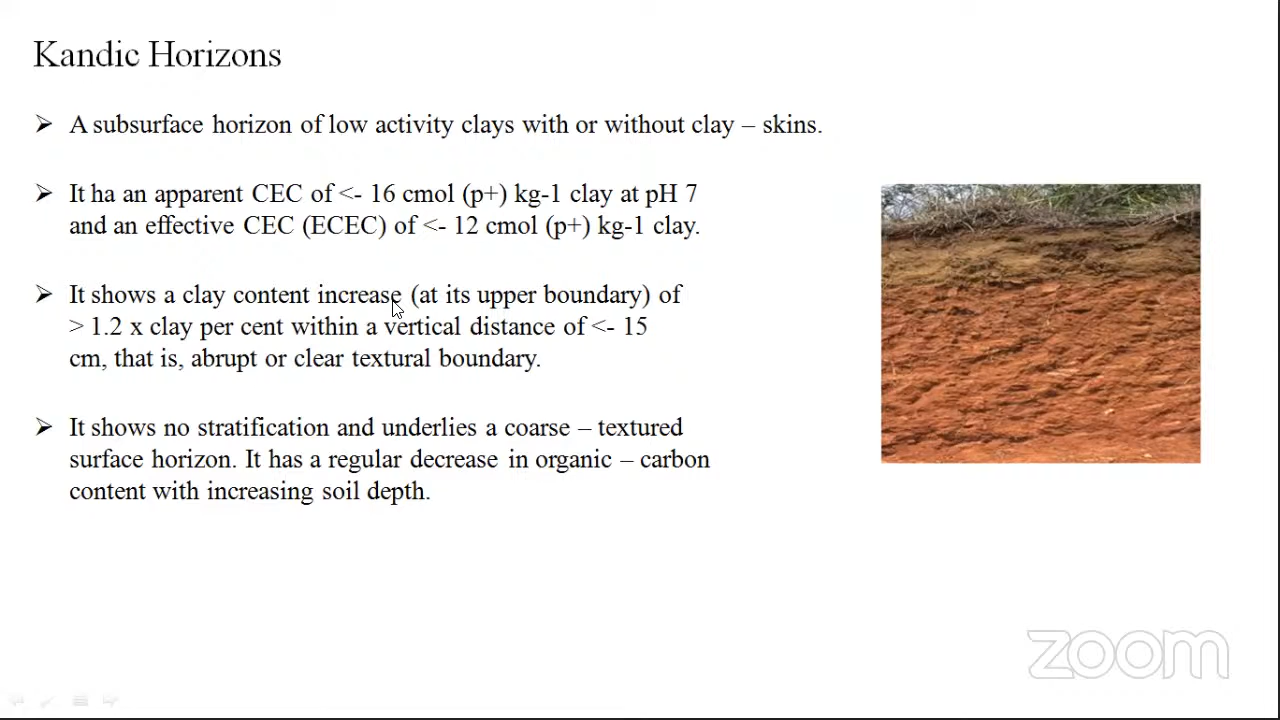 Kandic Horizons
➢ A subsurface horizon of low activity clays with or without clay – skins.
➢ It ha an apparent CEC of <- 16 cmol (p+) kg-1 clay at pH 7
and an effective CEC (ECEC) of <- 12 cmol (p+) kg-1 clay.
➢ It shows a clay content increase (at its upper boundary) of
> 1.2 x clay per cent within a vertical distance of <- 15
cm, that is, abrupt or clear textural boundary.
➢ It shows no stratification and underlies a coarse – textured
surface horizon. It has a regular decrease in organic – carbon
content with increasing soil depth.
zoom